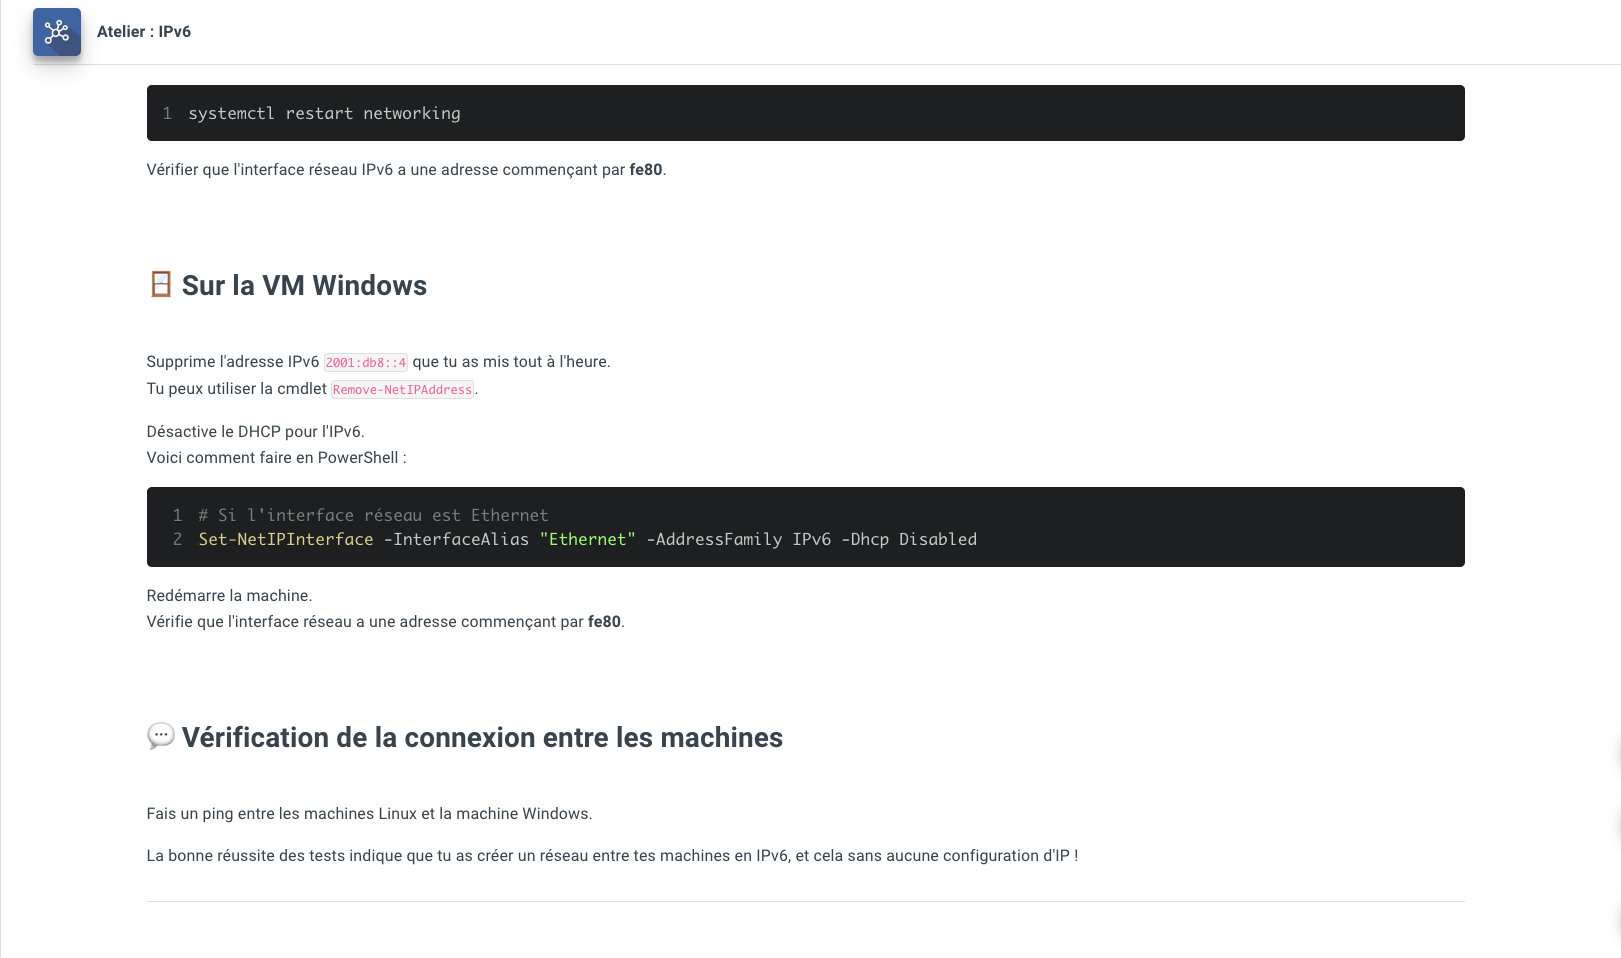 Atelier : IPv6
1 systemctl restart networking
Vérifier que l'interface réseau IPv6 a une adresse commençant par fe80.
Sur la VM Windows
Supprime l'adresse IPv6 2001:db8::4 que tu as mis tout à l'heure.
Tu peux utiliser la cmdlet Remove-NetIPAddress.
Désactive le DHCP pour l'IPv6.
Voici comment faire en PowerShell :
1 # Si l'interface réseau est Ethernet
2 Set-NetIPInterface -InterfaceAlias "Ethernet" -AddressFamily IPv6 -Dhcp Disabled
Redémarre la machine.
Vérifie que l'interface réseau a une adresse commençant par fe80.
Vérification de la connexion entre les machines
Fais un ping entre les machines Linux et la machine Windows.
La bonne réussite des tests indique que tu as créer un réseau entre tes machines en IPv6, et cela sans aucune configuration d'IP !